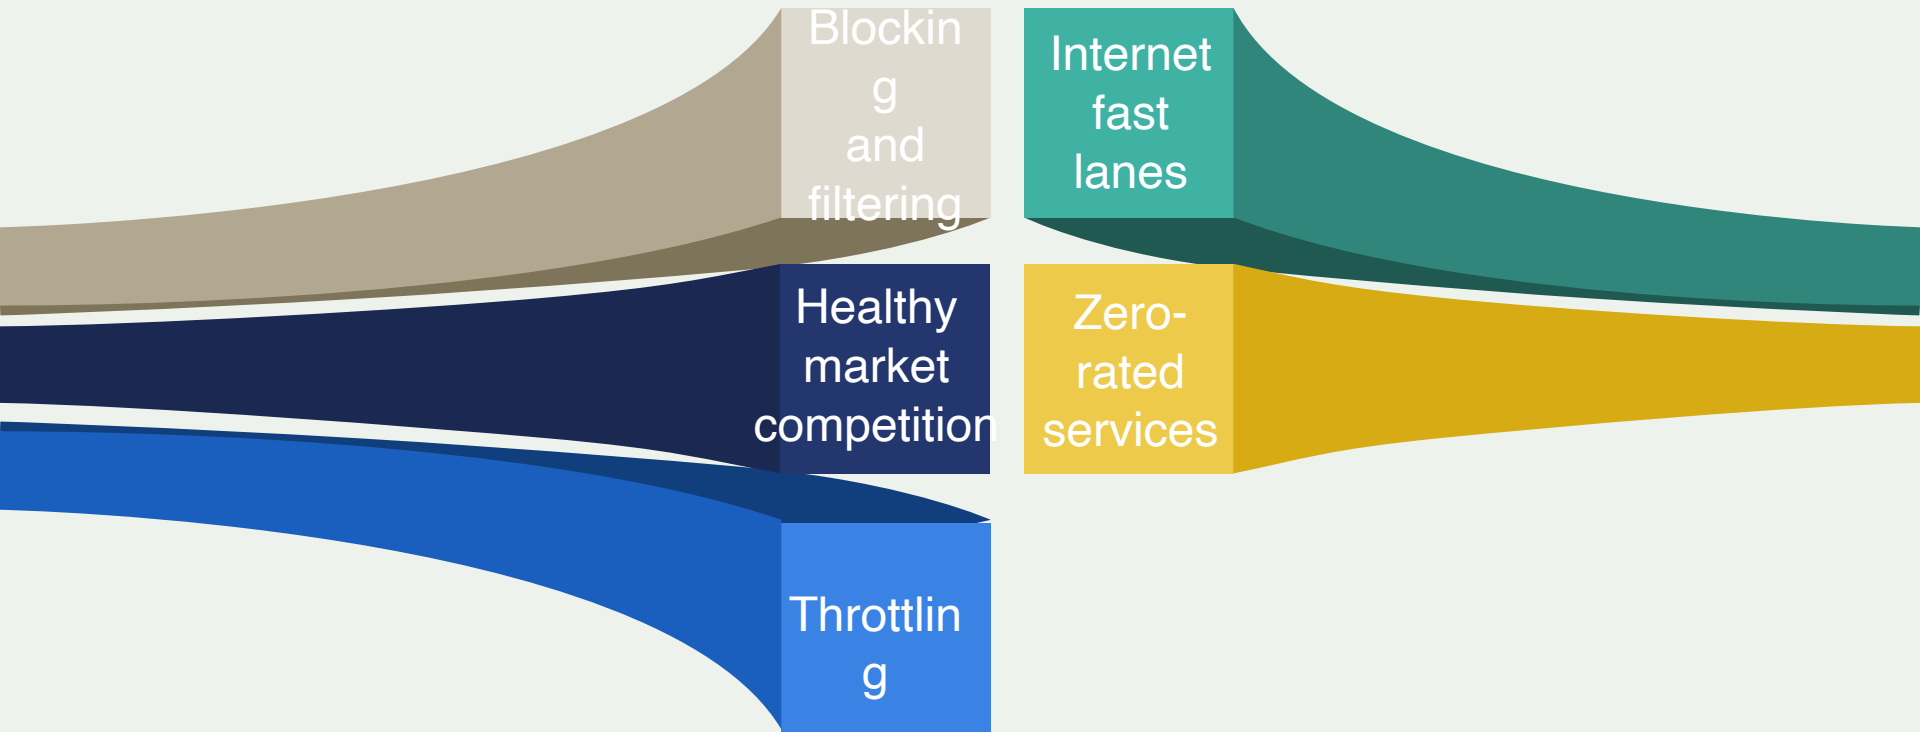 Blockin
g
and
filtering
Internet
fast
lanes
Healthy
market
competition
Zero-
rated
services
Throttlin
g